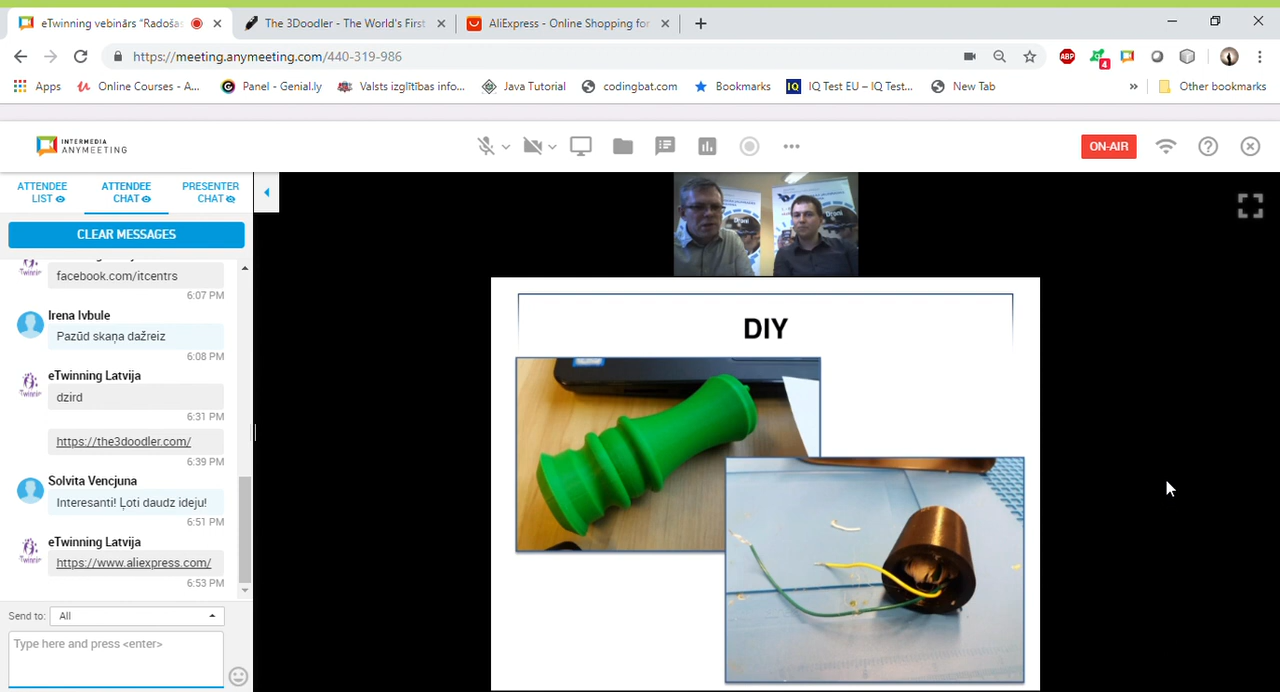 eTwinning vebinārs "Radošas
The 3Doodler - The World's First
AliExpress - Online Shopping for
https://meeting.anymeeting.com/440-319-986
ABP
4
Apps
Online Courses - A...
Panel - Genial.ly
Valsts izglītības info...
Java Tutorial
codingbat.com
Bookmarks
IQ
IQ Test EU – IQ Test...
New Tab
»
Other bookmarks
INTERMEDIA
ANYMEETING
ON-AIR
ATTENDEE
LIST
ATTENDEE
CHAT
PRESENTER
CHAT
CLEAR MESSAGES
facebook.com/itcentrs
6:07 PM
Irena Ivbule
Pazūd skaņa dažreiz
6:08 PM
eTwinning Latvija
dzird
6:31 PM
https://the3doodler.com/
6:39 PM
Solvita Vencjuna
Interesanti! Ļoti daudz ideju!
6:51 PM
eTwinning Latvija
https://www.aliexpress.com/
6:53 PM
Send to:
All
Type here and press <enter>
Droni
DIY